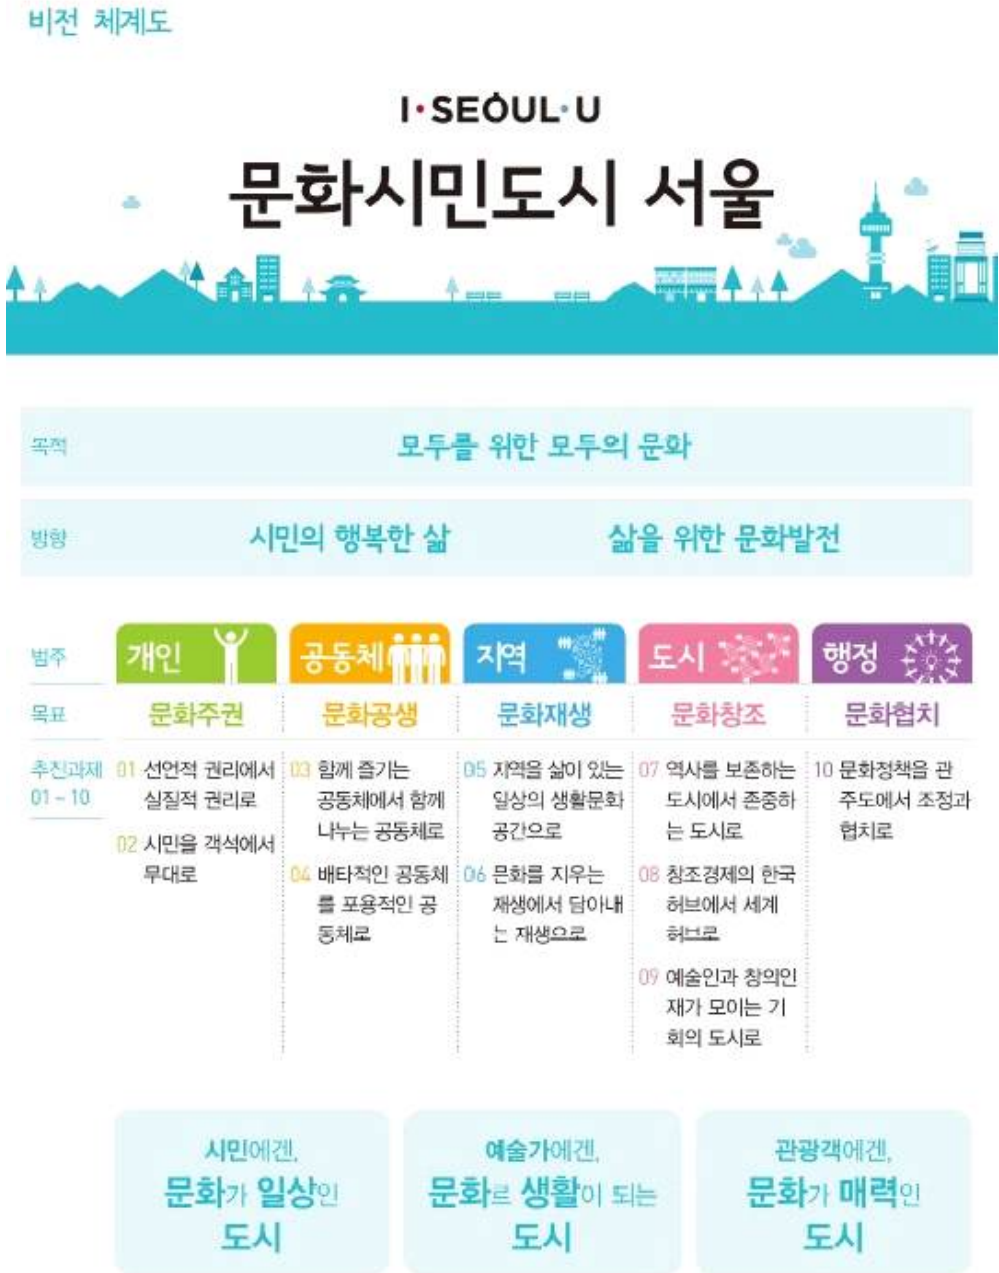 비전 체계도
I·SEOUL·U
문화시민도시 서울
목적
모두를 위한 모두의 문화
방향
시민의 행복한 삶
삶을 위한 문화발전
범주
개인
공동체
지역
도시
행정
목표
문화주권
문화공생
문화재생
문화창조
문화협치
추진과제
01 ~ 10
01 선언적 권리에서
실질적 권리로
02 시민을 객석에서
무대로
03 함께 즐기는
공동체에서 함께
나누는 공동체로
04 배타적인 공동체
를 포용적인 공
동체로
05 지역을 삶이 있는
일상의 생활문화
공간으로
06 문화를 지우는
재생에서 담아내
는 재생으로
07 역사를 보존하는
도시에서 존중하
는 도시로
08 창조경제의 한국
허브에서 세계
허브로
09 예술인과 창의인
재가 모이는 기
회의 도시로
10 문화정책을 관
주도에서 조정과
협치로
시민에겐,
문화가 일상인
도시
예술가에겐,
문화로 생활이 되는
도시
관광객에겐,
문화가 매력인
도시